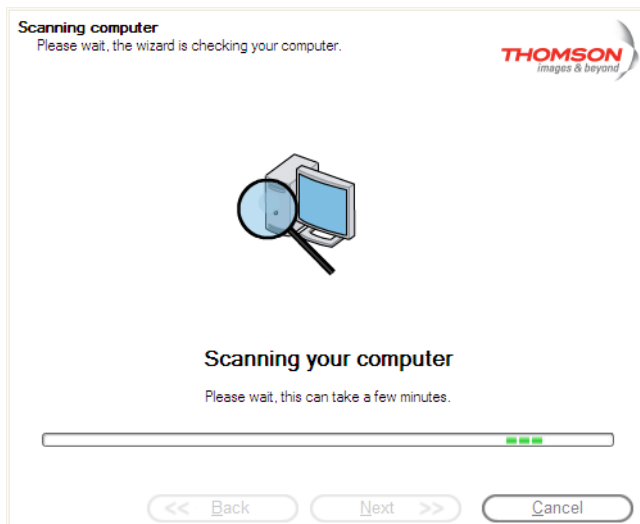 Scanning computer
Please wait, the wizard is checking your computer.
THOMSON
images & beyond
Scanning your computer
Please wait, this can take a few minutes.
<< Back
Next >>
Cancel